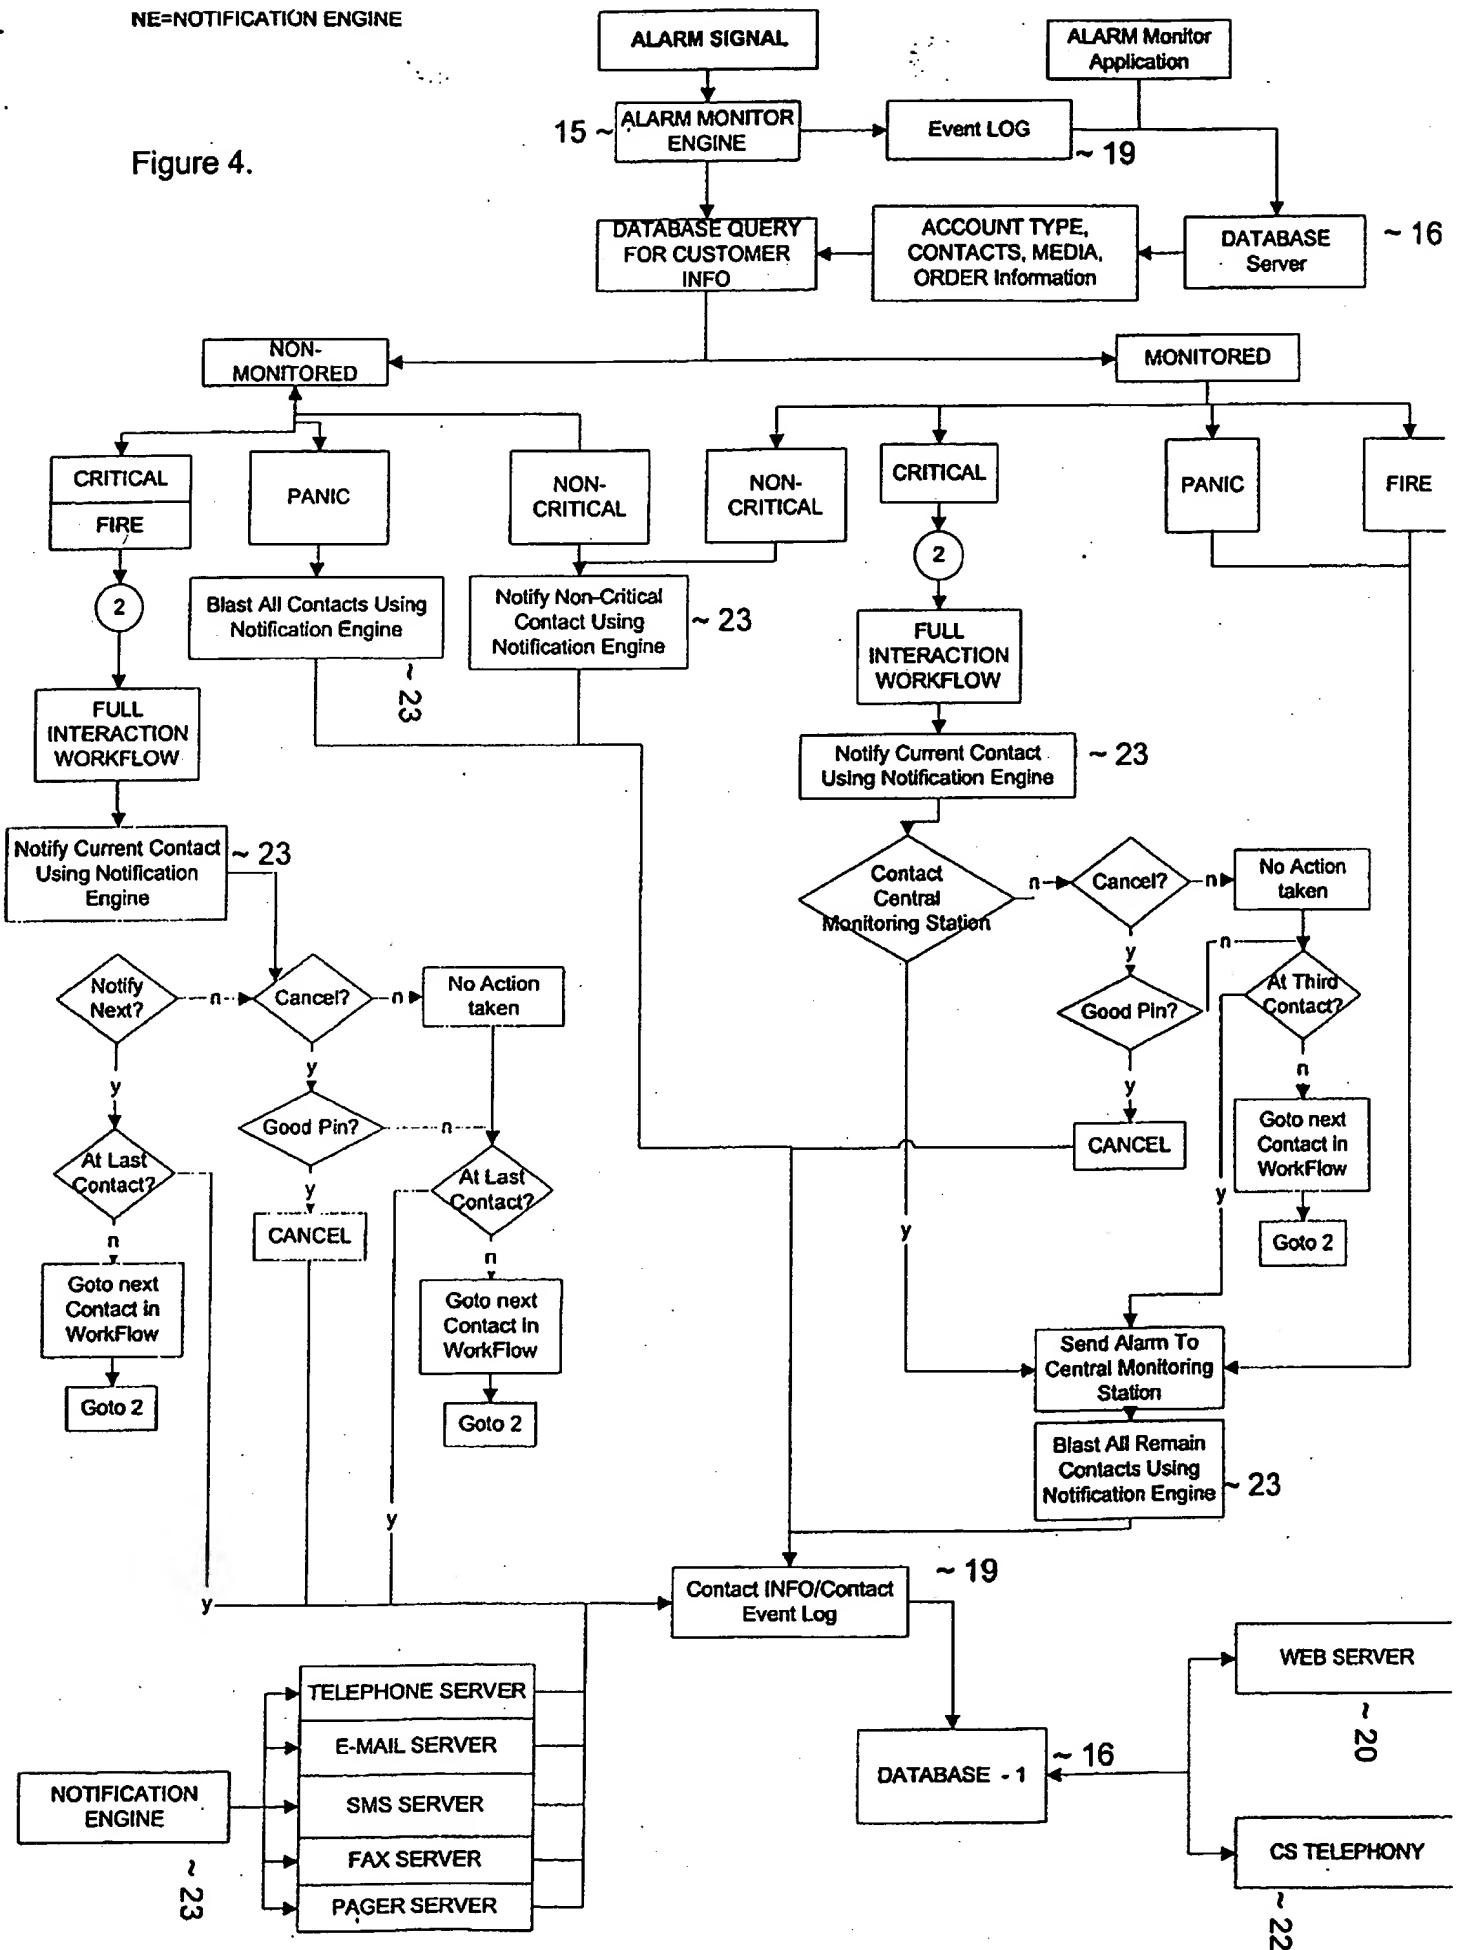 NE=NOTIFICATION ENGINE
Figure 4.
ALARM SIGNAL
ALARM Monitor
Application
15 ~
ALARM MONITOR
ENGINE
Event LOG
~ 19
DATABASE QUERY
FOR CUSTOMER
INFO
ACCOUNT TYPE,
CONTACTS, MEDIA,
ORDER Information
DATABASE
Server
~ 16
NON-
MONITORED
MONITORED
CRITICAL
FIRE
PANIC
NON-
CRITICAL
NON-
CRITICAL
CRITICAL
PANIC
FIRE
2
2
Blast All Contacts Using
Notification Engine
~ 23
Notify Non-Critical
Contact Using
Notification Engine
~ 23
FULL
INTERACTION
WORKFLOW
FULL
INTERACTION
WORKFLOW
Notify Current Contact
Using Notification Engine
~ 23
Notify Current Contact
Using Notification
Engine
~ 23
Contact
Central
Monitoring Station
n
Cancel?
n
No Action
taken
y
n
Good Pin?
At Third
Contact?
y
n
CANCEL
Goto next
Contact in
WorkFlow
y
y
Goto 2
Notify
Next?
n
Cancel?
n
No Action
taken
y
y
Good Pin?
n
At Last
Contact?
y
At Last
Contact?
CANCEL
n
n
Goto next
Contact in
WorkFlow
Goto next
Contact in
WorkFlow
Goto 2
Goto 2
y
y
Send Alarm To
Central Monitoring
Station
Blast All Remain
Contacts Using
Notification Engine
~ 23
Contact INFO/Contact
Event Log
~ 19
WEB SERVER
~ 20
TELEPHONE SERVER
E-MAIL SERVER
SMS SERVER
FAX SERVER
PAGER SERVER
NOTIFICATION
ENGINE
~ 23
DATABASE - 1
~ 16
CS TELEPHONY
~ 22